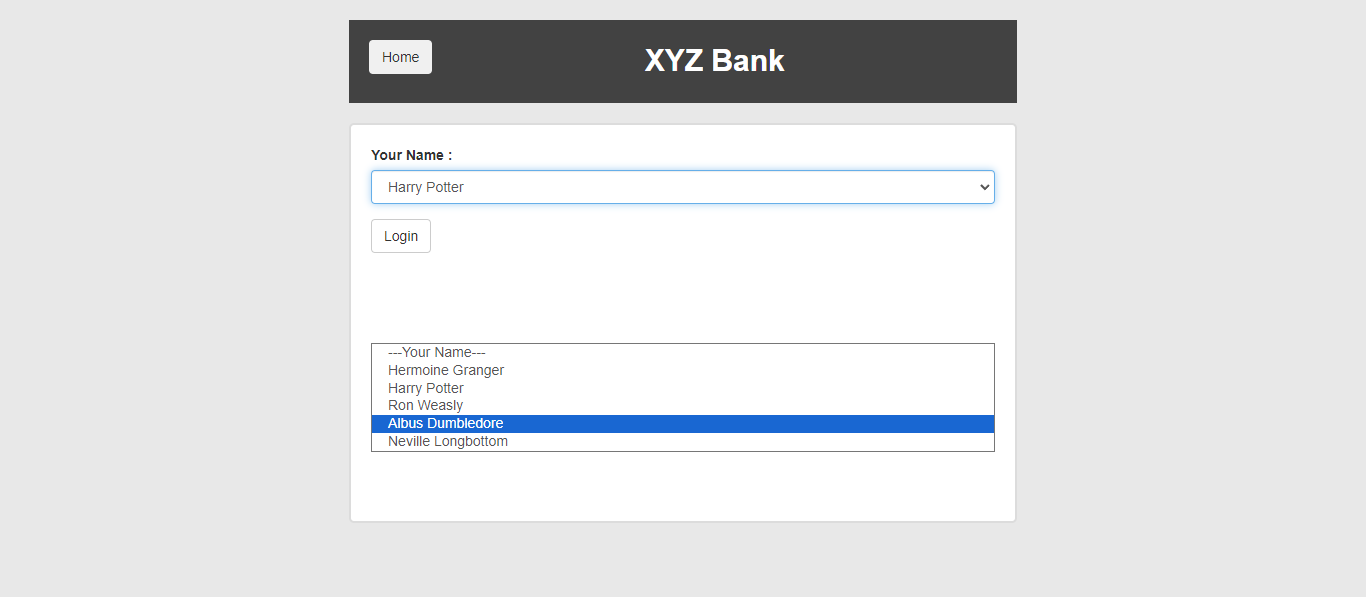 Home
XYZ Bank
Your Name :
Harry Potter
Login
---Your Name---
Hermoine Granger
Harry Potter
Ron Weasly
Albus Dumbledore
Neville Longbottom